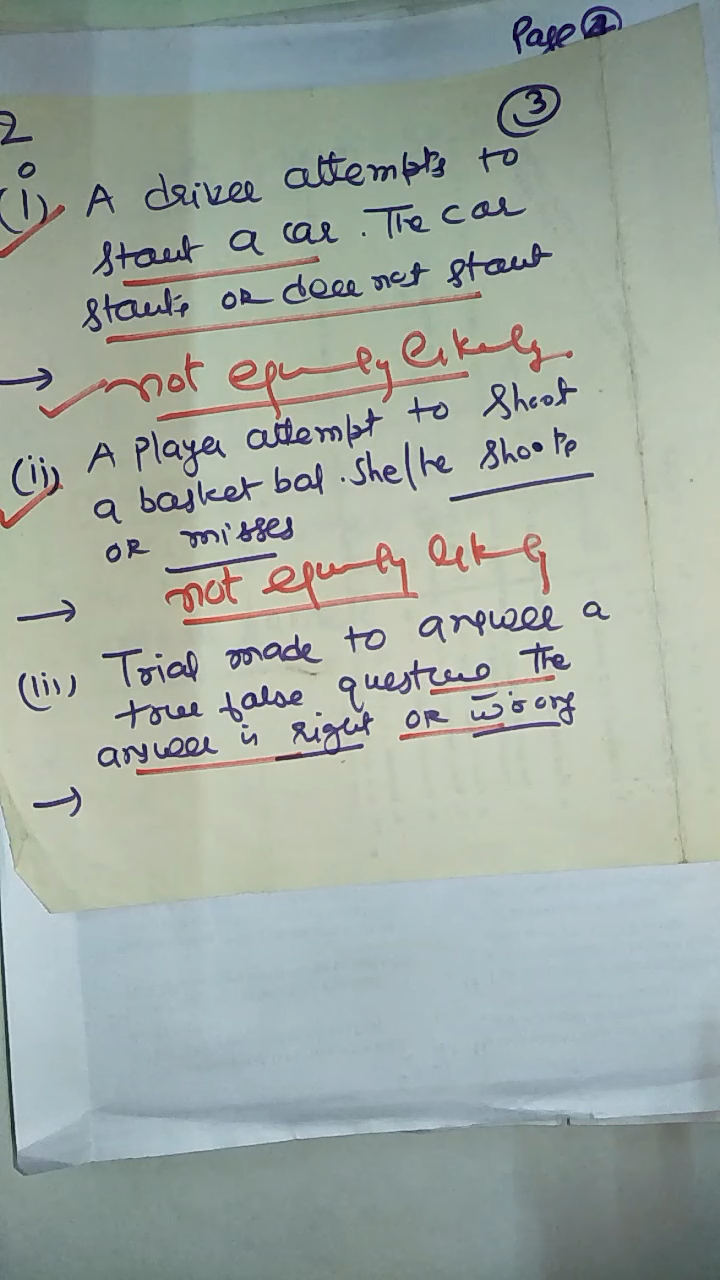 Page 2
3
2
(i) A driver attempts to
start a car. The car
starts or does not start
→ not equally likely.
(ii) A player attempt to shoot
a basket bal. she/he shoots
or misses
→ not equally likely
(iii) Trial made to answer a
true false question the
answer is right or wrong
→